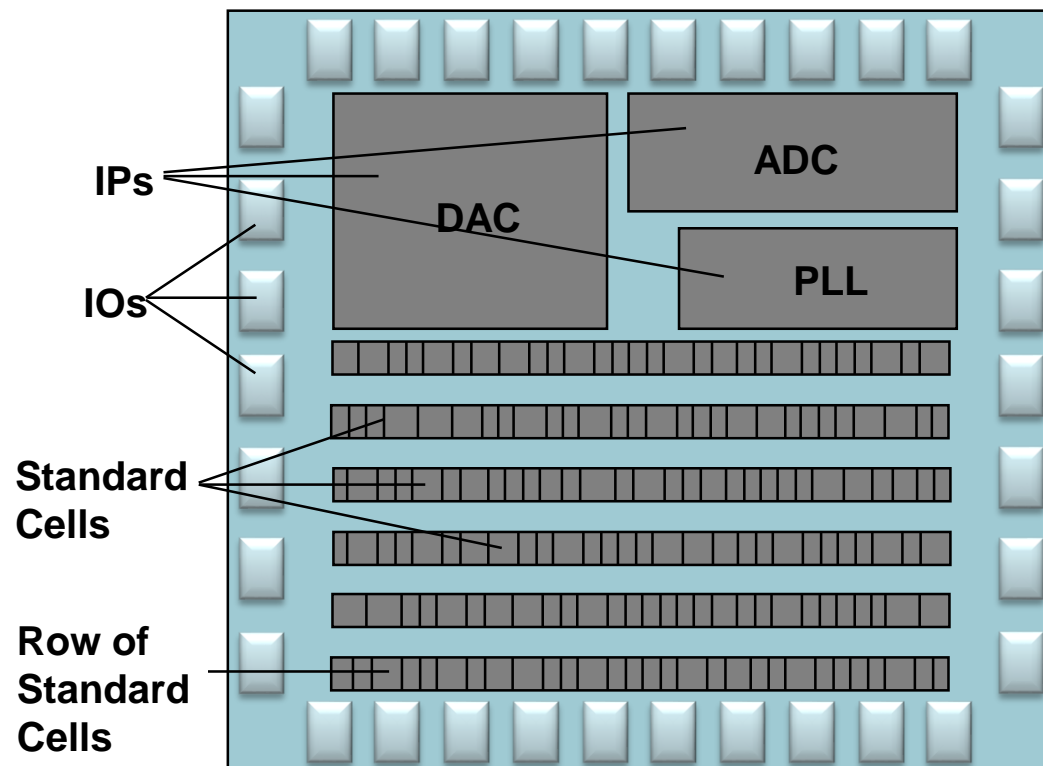 IPs
IOs
Standard
Cells
Row of
Standard
Cells
DAC
ADC
PLL